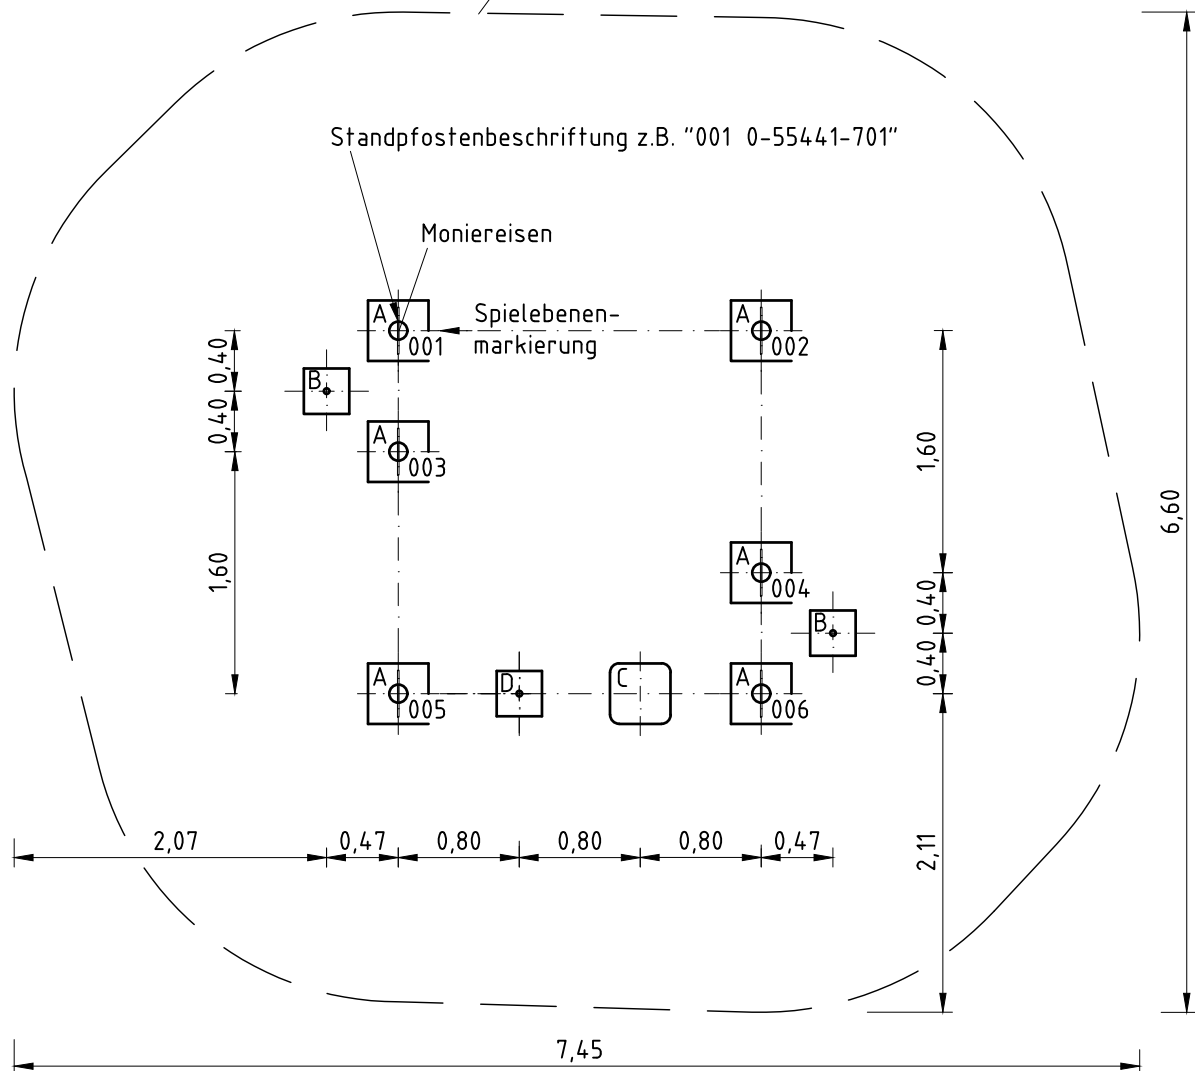 Standpfostenbeschriftung z.B. "001 0-55441-701"
Moniereisen
Spielebenen-
markierung
A
001
A
002
0,40
B
0,40
A
003
1,60
1,60
6,60
A
004
0,40
B
0,40
A
005
D
C
A
006
2,07
0,47
0,80
0,80
0,80
0,47
2,11
7,45